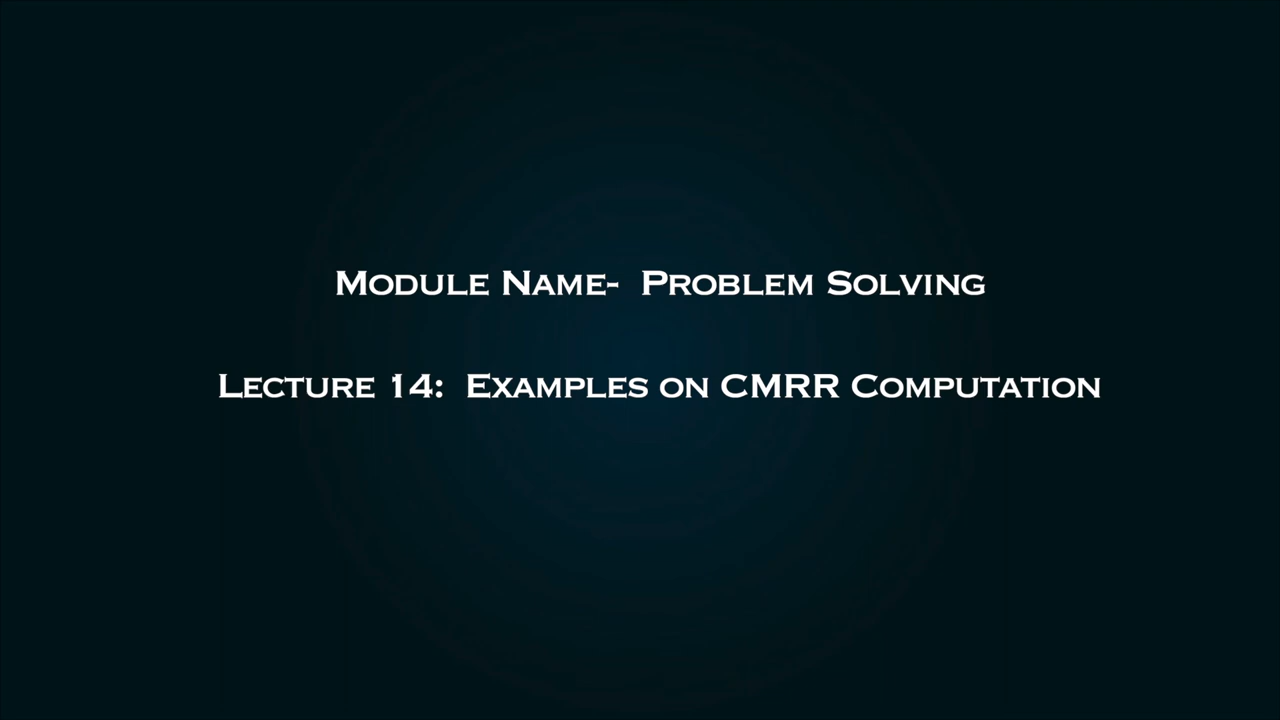 Module Name-  Problem Solving
Lecture 14:  Examples on CMRR Computation